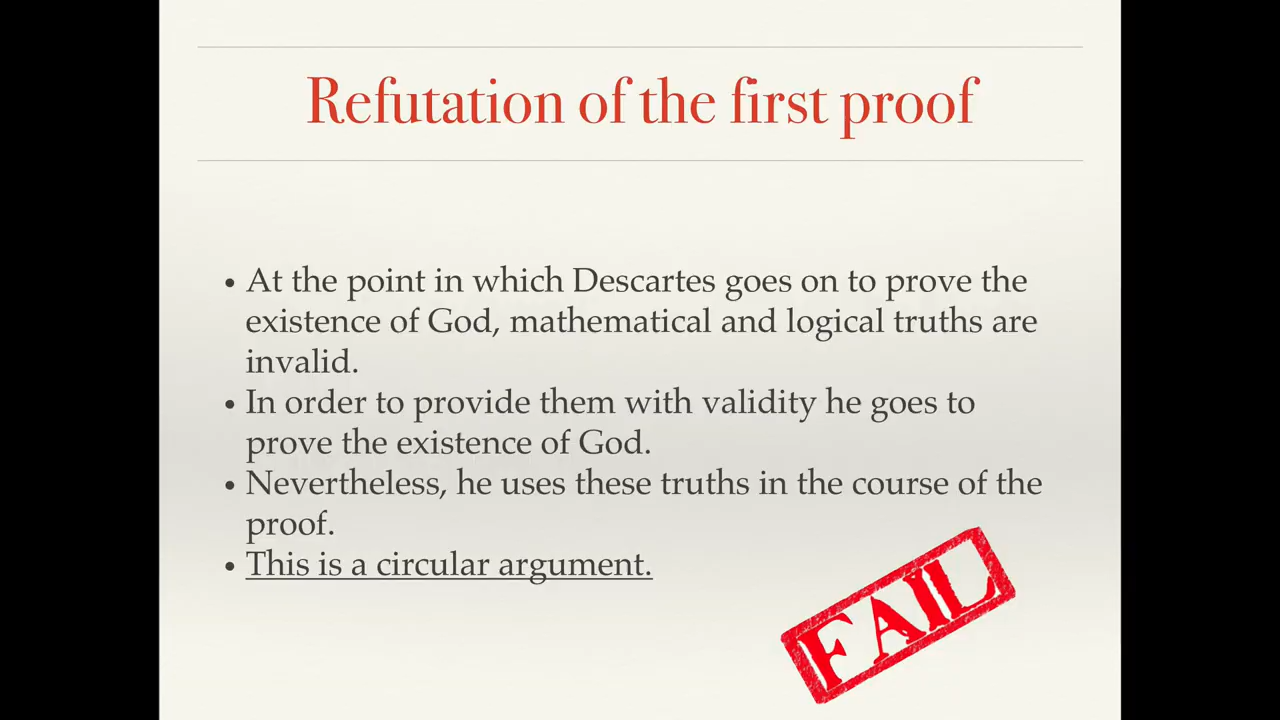 Refutation of the first proof
• At the point in which Descartes goes on to prove the
existence of God, mathematical and logical truths are
invalid.
• In order to provide them with validity he goes to
prove the existence of God.
• Nevertheless, he uses these truths in the course of the
proof.
• This is a circular argument.
FAIL